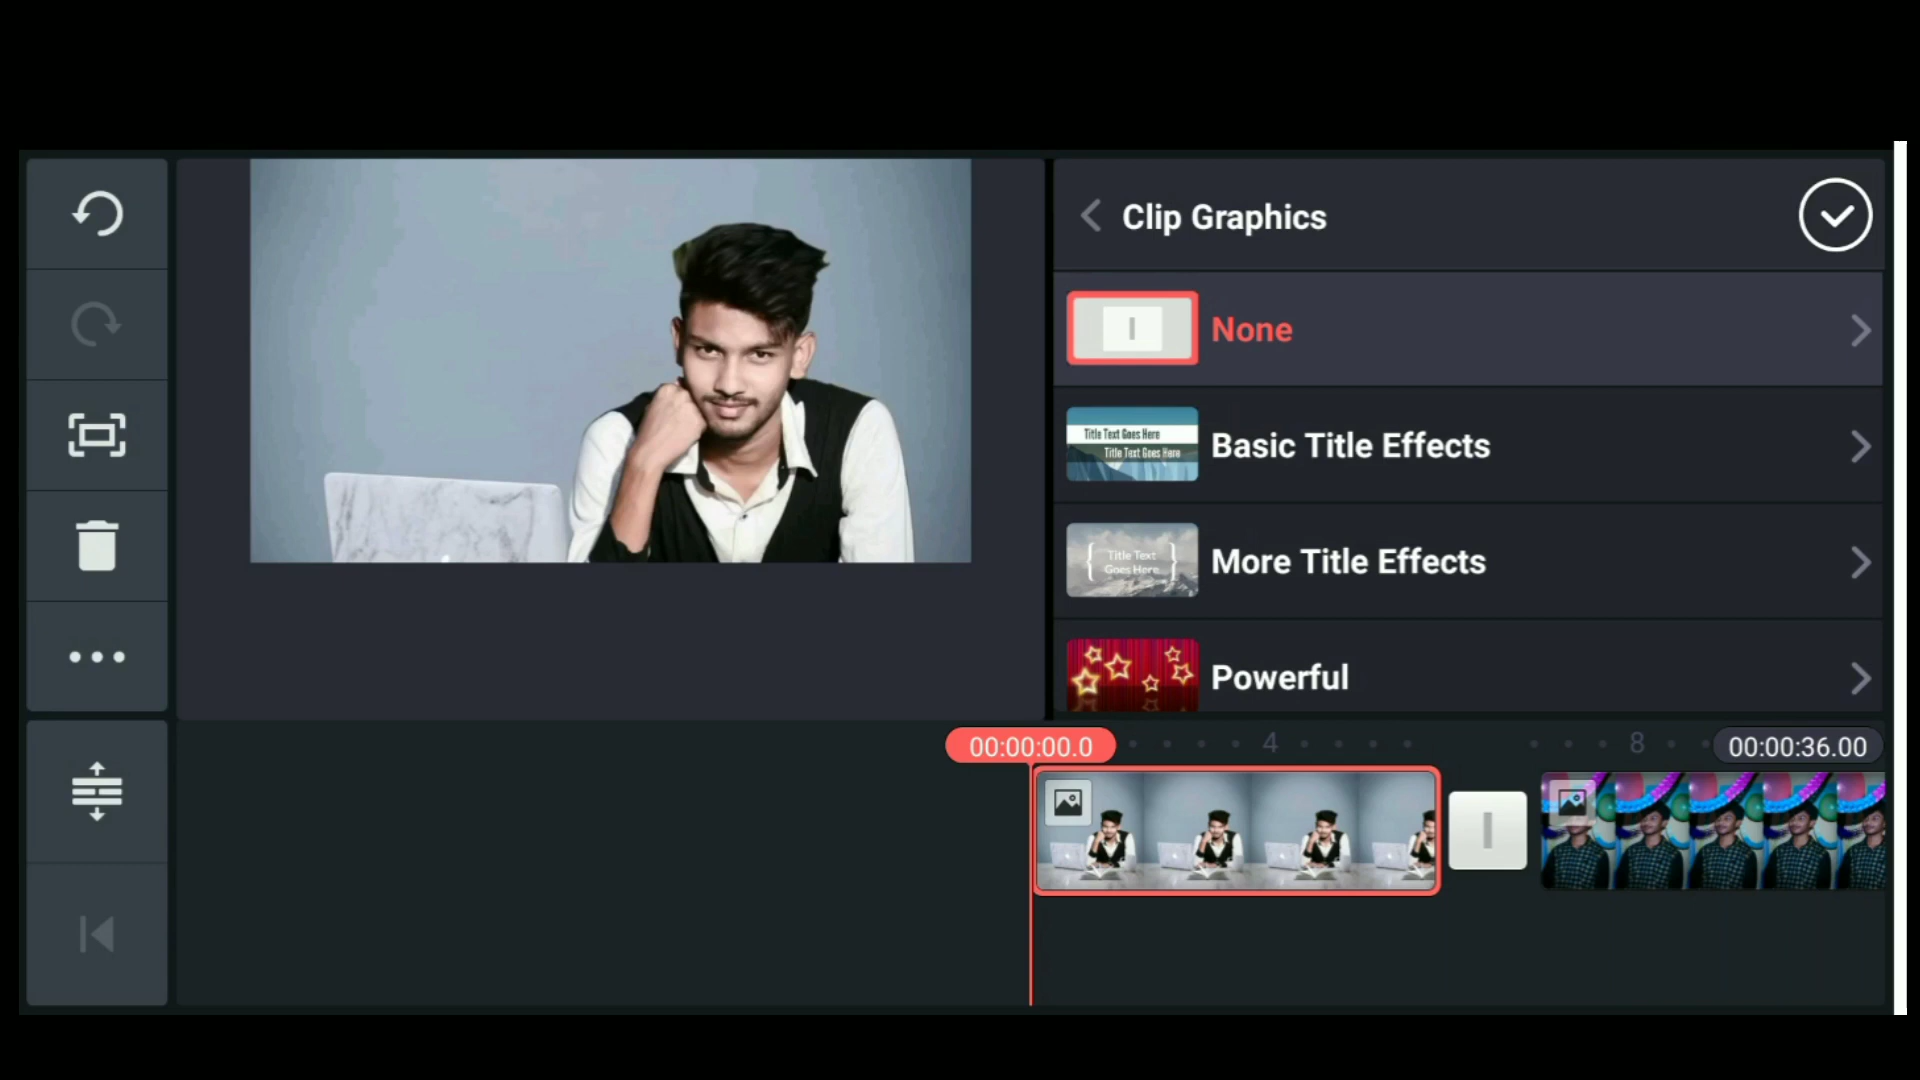 Clip Graphics
None
Title Text Goes Here
Title Text Goes Here
Basic Title Effects
Title Text
Goes Here
More Title Effects
Powerful
00:00:00.0
4
8
00:00:36.00